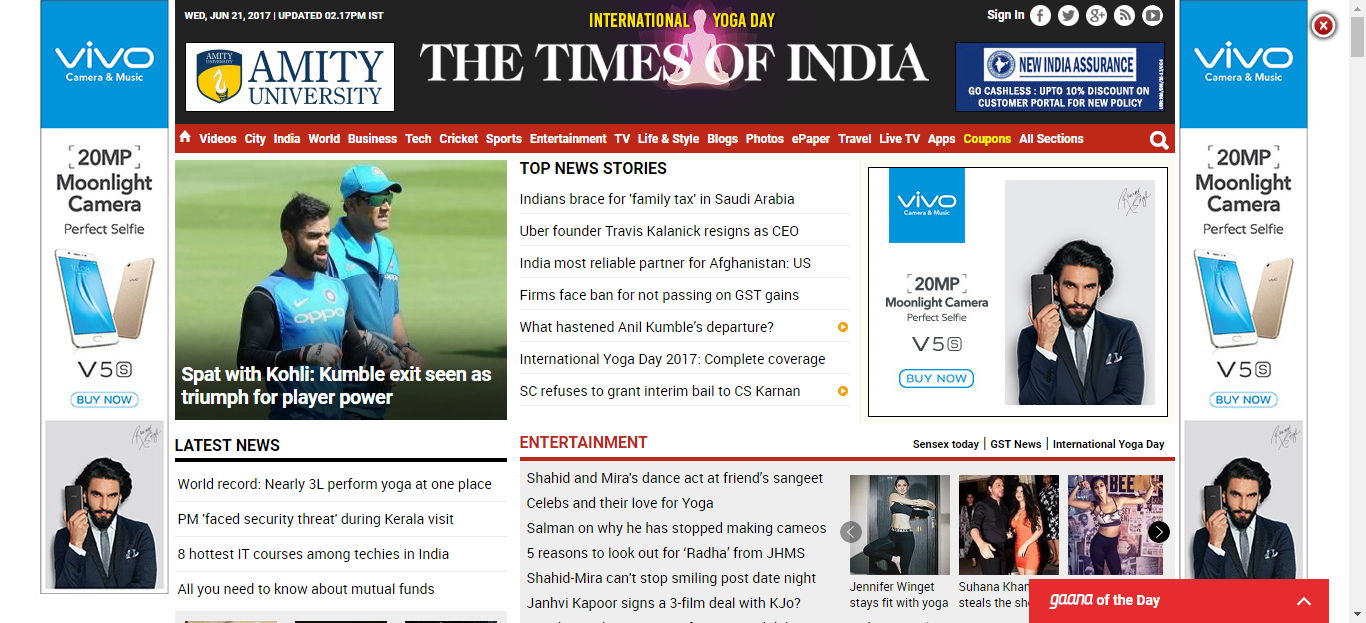 vivo
Camera & Music
20MP
Moonlight
Camera
Perfect Selfie
V5s
BUY NOW
WED, JUN 21, 2017 | UPDATED 02.17PM IST
INTERNATIONAL YOGA DAY
Sign In
AMITY
UNIVERSITY
AMITY
UNIVERSITY
THE TIMES OF INDIA
NEW INDIA ASSURANCE
GO CASHLESS : UPTO 10% DISCOUNT ON
CUSTOMER PORTAL FOR NEW POLICY
Videos City India World Business Tech Cricket Sports Entertainment TV Life & Style Blogs Photos ePaper Travel Live TV Apps Coupons All Sections
oppo
Spat with Kohli: Kumble exit seen as
triumph for player power
TOP NEWS STORIES
Indians brace for 'family tax' in Saudi Arabia
Uber founder Travis Kalanick resigns as CEO
India most reliable partner for Afghanistan: US
Firms face ban for not passing on GST gains
What hastened Anil Kumble’s departure?
International Yoga Day 2017: Complete coverage
SC refuses to grant interim bail to CS Karnan
vivo
Camera & Music
20MP
Moonlight Camera
Perfect Selfie
V5s
BUY NOW
LATEST NEWS
World record: Nearly 3L perform yoga at one place
PM 'faced security threat' during Kerala visit
8 hottest IT courses among techies in India
All you need to know about mutual funds
ENTERTAINMENT
Sensex today | GST News | International Yoga Day
Shahid and Mira’s dance act at friend’s sangeet
Celebs and their love for Yoga
Salman on why he has stopped making cameos
5 reasons to look out for ‘Radha’ from JHMS
Shahid-Mira can’t stop smiling post date night
Janhvi Kapoor signs a 3-film deal with KJo?
BEE
Jennifer Winget
stays fit with yoga
Suhana Khan
steals the sh
gaana of the Day
vivo
Camera & Music
20MP
Moonlight
Camera
Perfect Selfie
V5s
BUY NOW